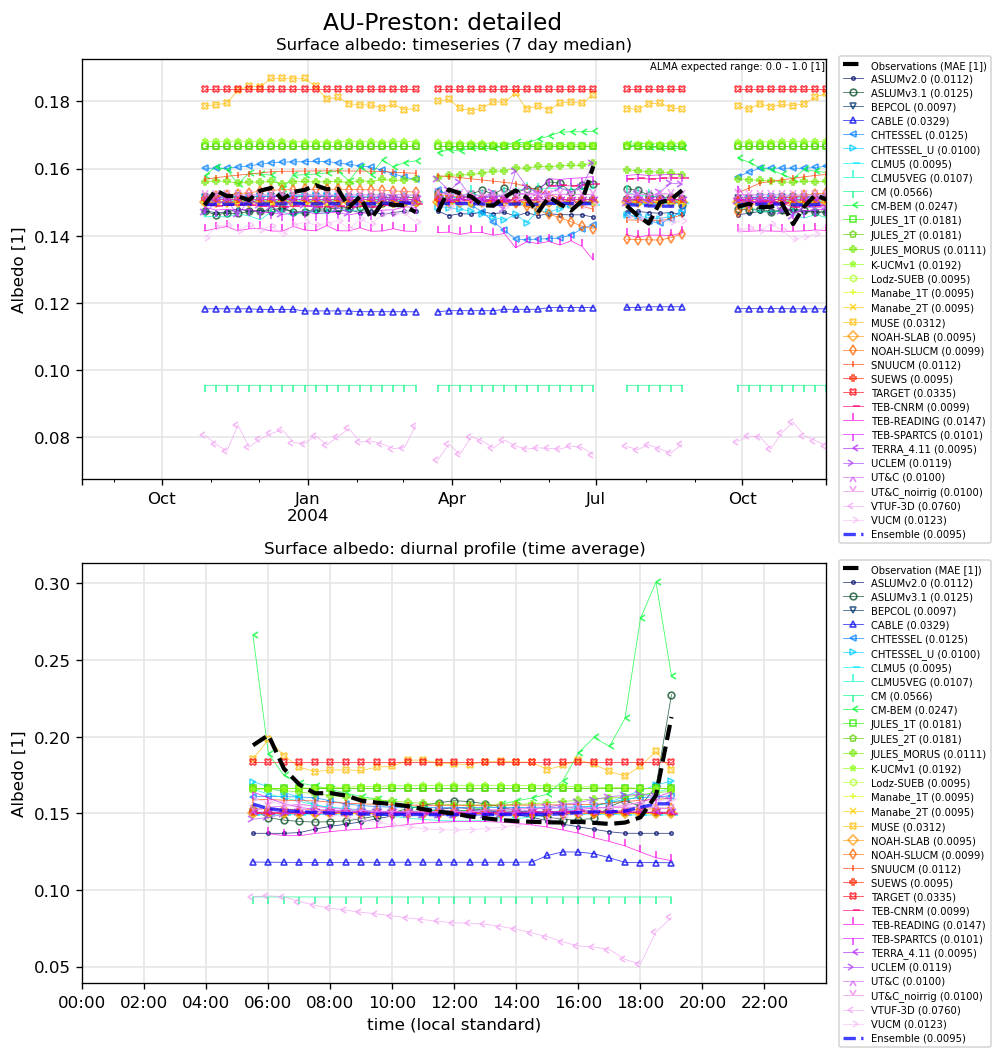 AU-Preston: detailed
Surface albedo: timeseries (7 day median)
ALMA expected range: 0.0 - 1.0 [1]
Albedo [1]
0.18
0.16
0.14
0.12
0.10
0.08
Oct
Jan
2004
Apr
Jul
Oct
Observations (MAE [1])
ASLUMv2.0 (0.0112)
ASLUMv3.1 (0.0125)
BEPCOL (0.0097)
CABLE (0.0329)
CHTESSEL (0.0125)
CHTESSEL_U (0.0100)
CLMU5 (0.0095)
CLMU5VEG (0.0107)
CM (0.0566)
CM-BEM (0.0247)
JULES_1T (0.0181)
JULES_2T (0.0181)
JULES_MORUS (0.0111)
K-UCMv1 (0.0192)
Lodz-SUEB (0.0095)
Manabe_1T (0.0095)
Manabe_2T (0.0095)
MUSE (0.0312)
NOAH-SLAB (0.0095)
NOAH-SLUCM (0.0099)
SNUUCM (0.0112)
SUEWS (0.0095)
TARGET (0.0335)
TEB-CNRM (0.0099)
TEB-READING (0.0147)
TEB-SPARTCS (0.0101)
TERRA_4.11 (0.0095)
UCLEM (0.0119)
UT&C (0.0100)
UT&C_noirrig (0.0100)
VTUF-3D (0.0760)
VUCM (0.0123)
Ensemble (0.0095)
Surface albedo: diurnal profile (time average)
Albedo [1]
0.30
0.25
0.20
0.15
0.10
0.05
00:00
02:00
04:00
06:00
08:00
10:00
12:00
14:00
16:00
18:00
20:00
22:00
time (local standard)
Observation (MAE [1])
ASLUMv2.0 (0.0112)
ASLUMv3.1 (0.0125)
BEPCOL (0.0097)
CABLE (0.0329)
CHTESSEL (0.0125)
CHTESSEL_U (0.0100)
CLMU5 (0.0095)
CLMU5VEG (0.0107)
CM (0.0566)
CM-BEM (0.0247)
JULES_1T (0.0181)
JULES_2T (0.0181)
JULES_MORUS (0.0111)
K-UCMv1 (0.0192)
Lodz-SUEB (0.0095)
Manabe_1T (0.0095)
Manabe_2T (0.0095)
MUSE (0.0312)
NOAH-SLAB (0.0095)
NOAH-SLUCM (0.0099)
SNUUCM (0.0112)
SUEWS (0.0095)
TARGET (0.0335)
TEB-CNRM (0.0099)
TEB-READING (0.0147)
TEB-SPARTCS (0.0101)
TERRA_4.11 (0.0095)
UCLEM (0.0119)
UT&C (0.0100)
UT&C_noirrig (0.0100)
VTUF-3D (0.0760)
VUCM (0.0123)
Ensemble (0.0095)